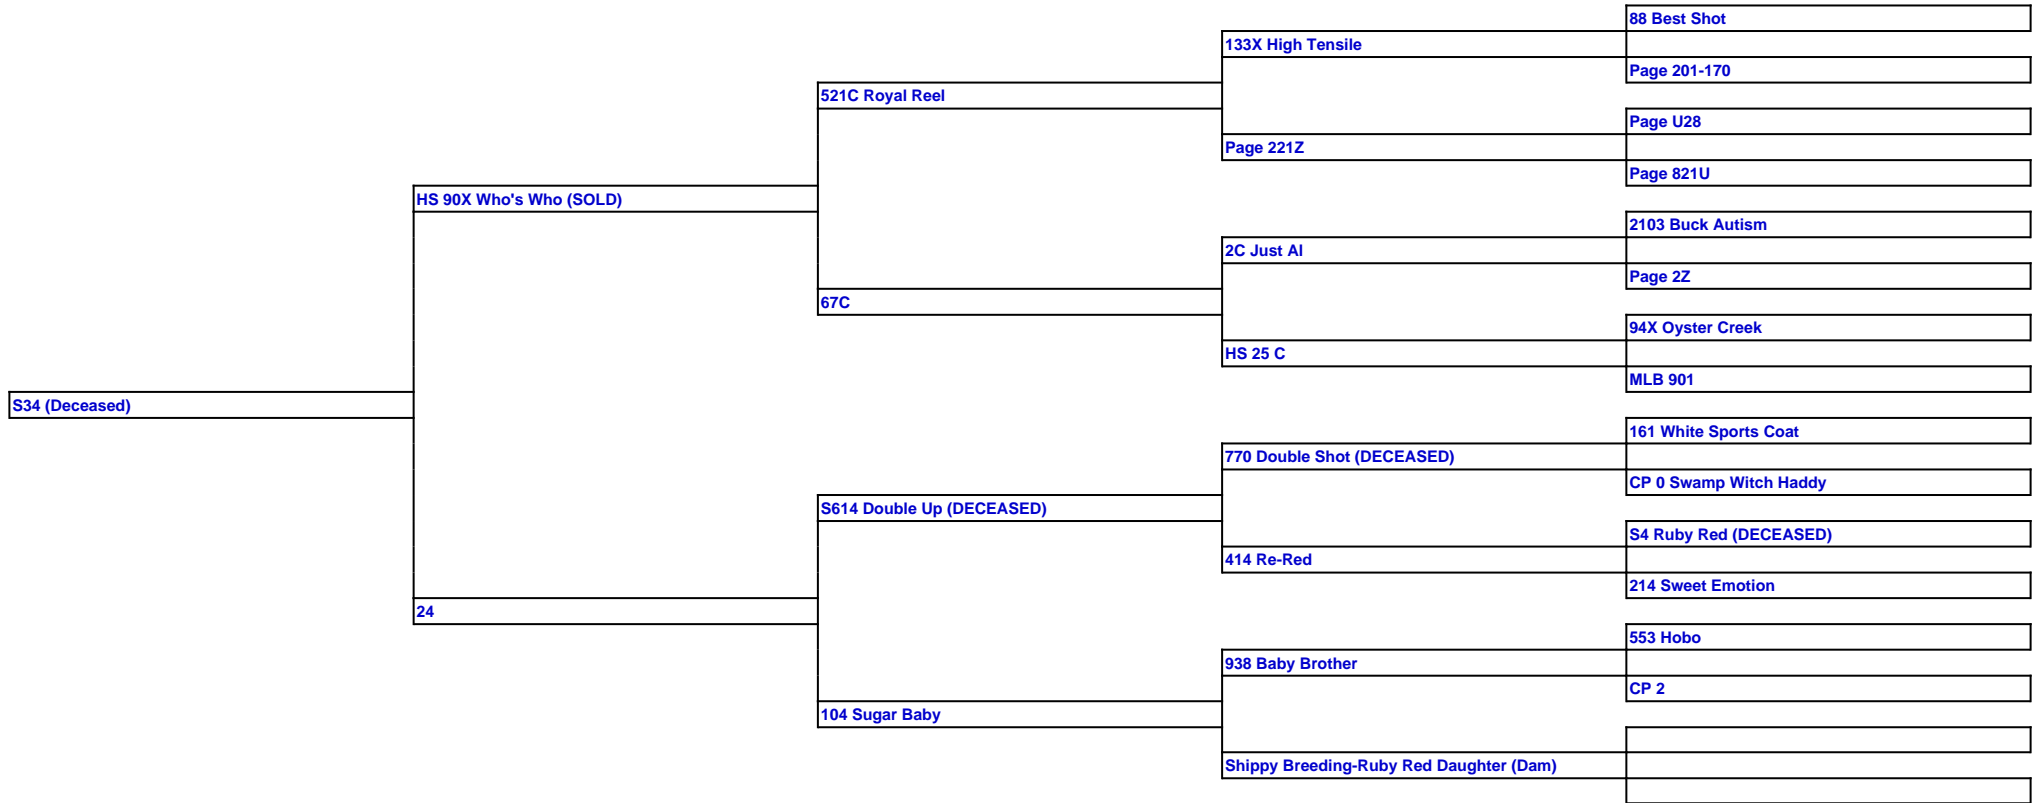 88 Best Shot
133X High Tensile
Page 201-170
521C Royal Reel
Page U28
Page 221Z
Page 821U
HS 90X Who's Who (SOLD)
2103 Buck Autism
2C Just AI
Page 2Z
67C
94X Oyster Creek
HS 25 C
MLB 901
S34 (Deceased)
161 White Sports Coat
770 Double Shot (DECEASED)
CP 0 Swamp Witch Haddy
S614 Double Up (DECEASED)
S4 Ruby Red (DECEASED)
414 Re-Red
214 Sweet Emotion
24
553 Hobo
938 Baby Brother
CP 2
104 Sugar Baby
Shippy Breeding-Ruby Red Daughter (Dam)